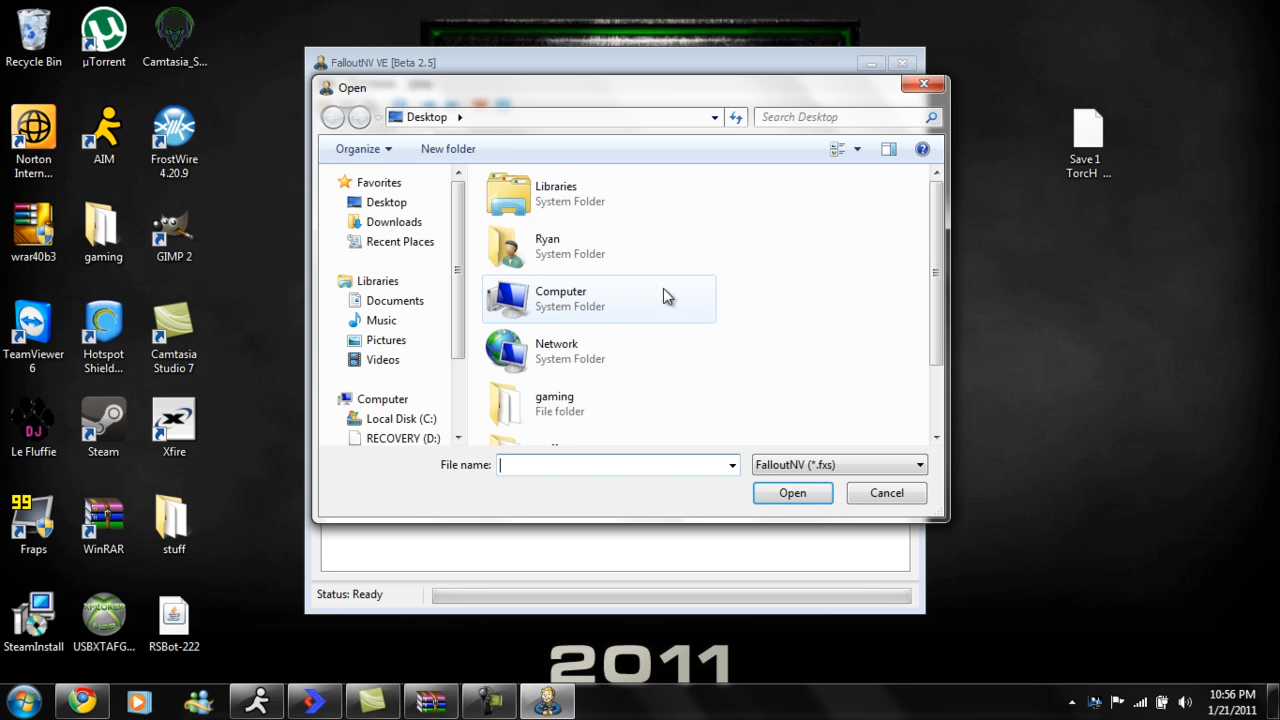 Recycle Bin
µTorrent
Camtasia_S...
Norton
Intern...
AIM
FrostWire
4.20.9
wrar40b3
gaming
GIMP 2
TeamViewer
6
Hotspot
Shield...
Camtasia
Studio 7
Le Fluffie
Steam
Xfire
99
Fraps
WinRAR
stuff
SteamInstall
USBXTAFG...
RSBot-222
FalloutNV VE [Beta 2.5]
Open
Desktop
Search Desktop
Organize
New folder
Favorites
Desktop
Downloads
Recent Places
Libraries
Documents
Music
Pictures
Videos
Computer
Local Disk (C:)
RECOVERY (D:)
Libraries
System Folder
Ryan
System Folder
Computer
System Folder
Network
System Folder
gaming
File folder
File name:
FalloutNV (*.fxs)
Open
Cancel
Status: Ready
Save1
TorcH ...
2011
10:56 PM
1/21/2011